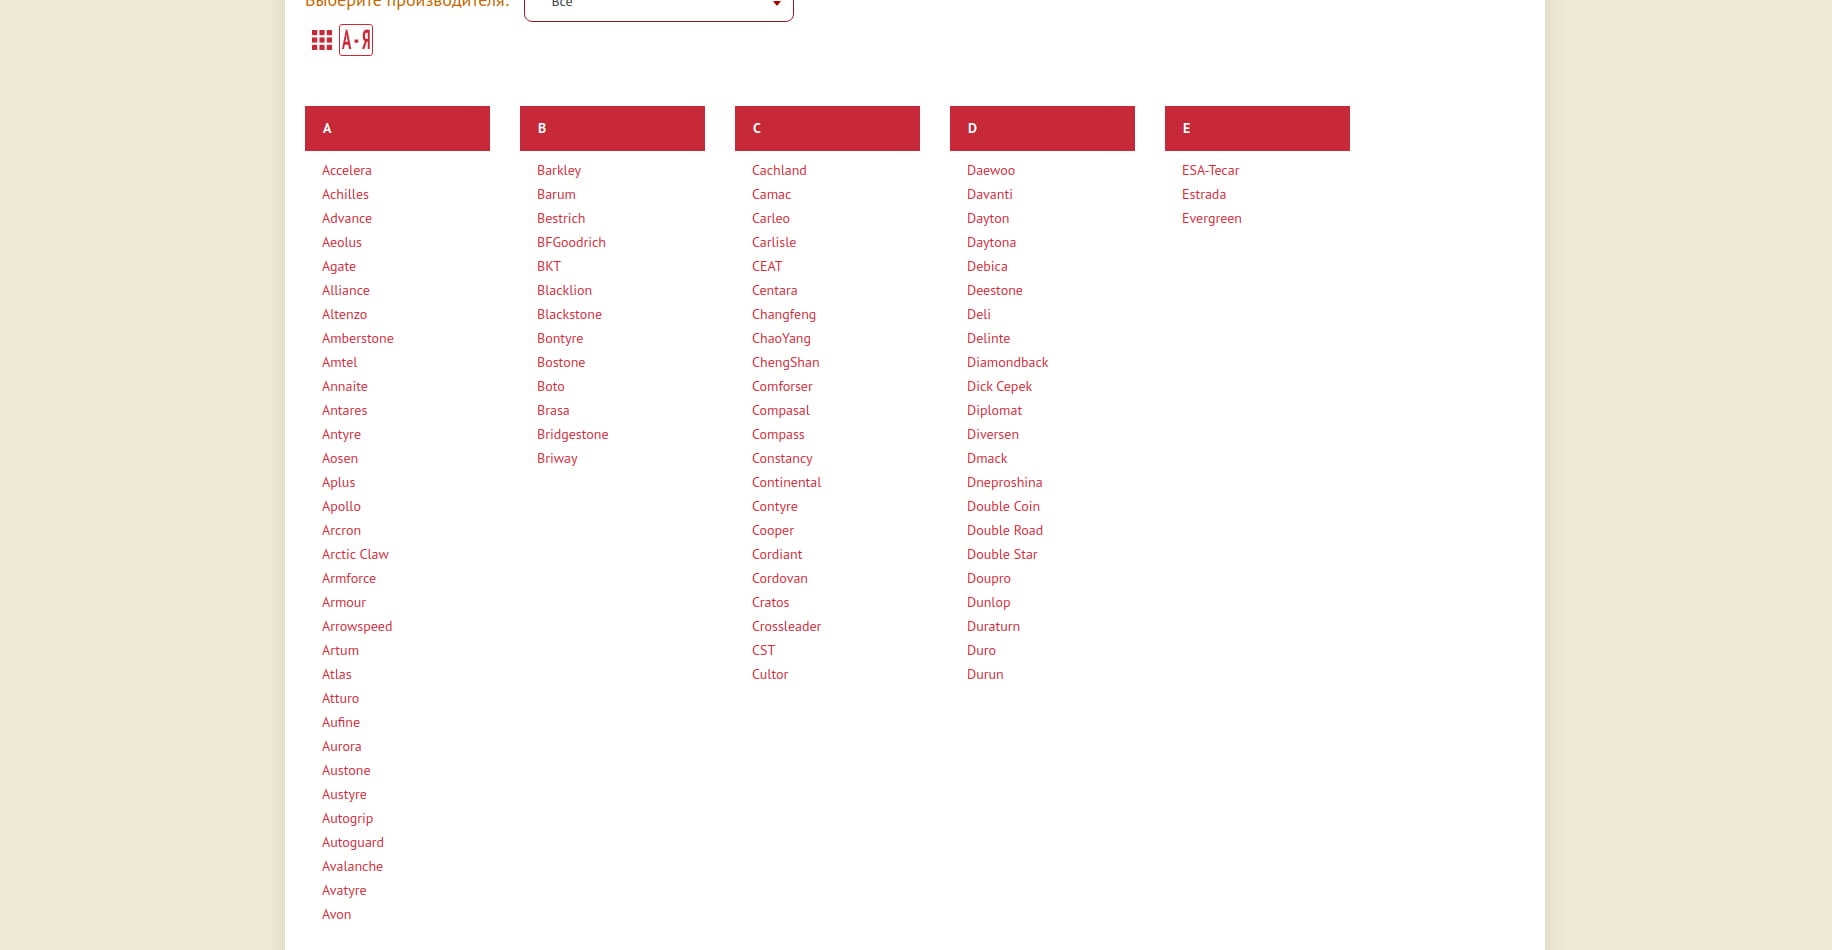 Выберите производителя:
Все
А-Я
A
Accelera
Achilles
Advance
Aeolus
Agate
Alliance
Altenzo
Amberstone
Amtel
Annaite
Antares
Antyre
Aosen
Aplus
Apollo
Arcron
Arctic Claw
Armforce
Armour
Arrowspeed
Artum
Atlas
Atturo
Aufine
Aurora
Austone
Austyre
Autogrip
Autoguard
Avalanche
Avatyre
Avon
B
Barkley
Barum
Bestrich
BFGoodrich
BKT
Blacklion
Blackstone
Bontyre
Bostone
Boto
Brasa
Bridgestone
Briway
C
Cachland
Camac
Carleo
Carlisle
CEAT
Centara
Changfeng
ChaoYang
ChengShan
Comforser
Compasal
Compass
Constancy
Continental
Contyre
Cooper
Cordiant
Cordovan
Cratos
Crossleader
CST
Cultor
D
Daewoo
Davanti
Dayton
Daytona
Debica
Deestone
Deli
Delinte
Diamondback
Dick Cepek
Diplomat
Diversen
Dmack
Dneproshina
Double Coin
Double Road
Double Star
Doupro
Dunlop
Duraturn
Duro
Durun
E
ESA-Tecar
Estrada
Evergreen